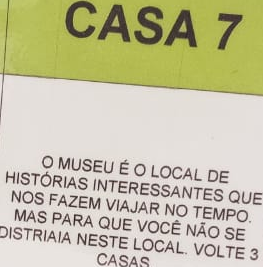 CASA 7
O MUSEU É O LOCAL DE
HISTÓRIAS INTERESSANTES QUE
NOS FAZEM VIAJAR NO TEMPO.
MAS PARA QUE VOCÊ NÃO SE
DISTRIAIA NESTE LOCAL. VOLTE 3
CASAS